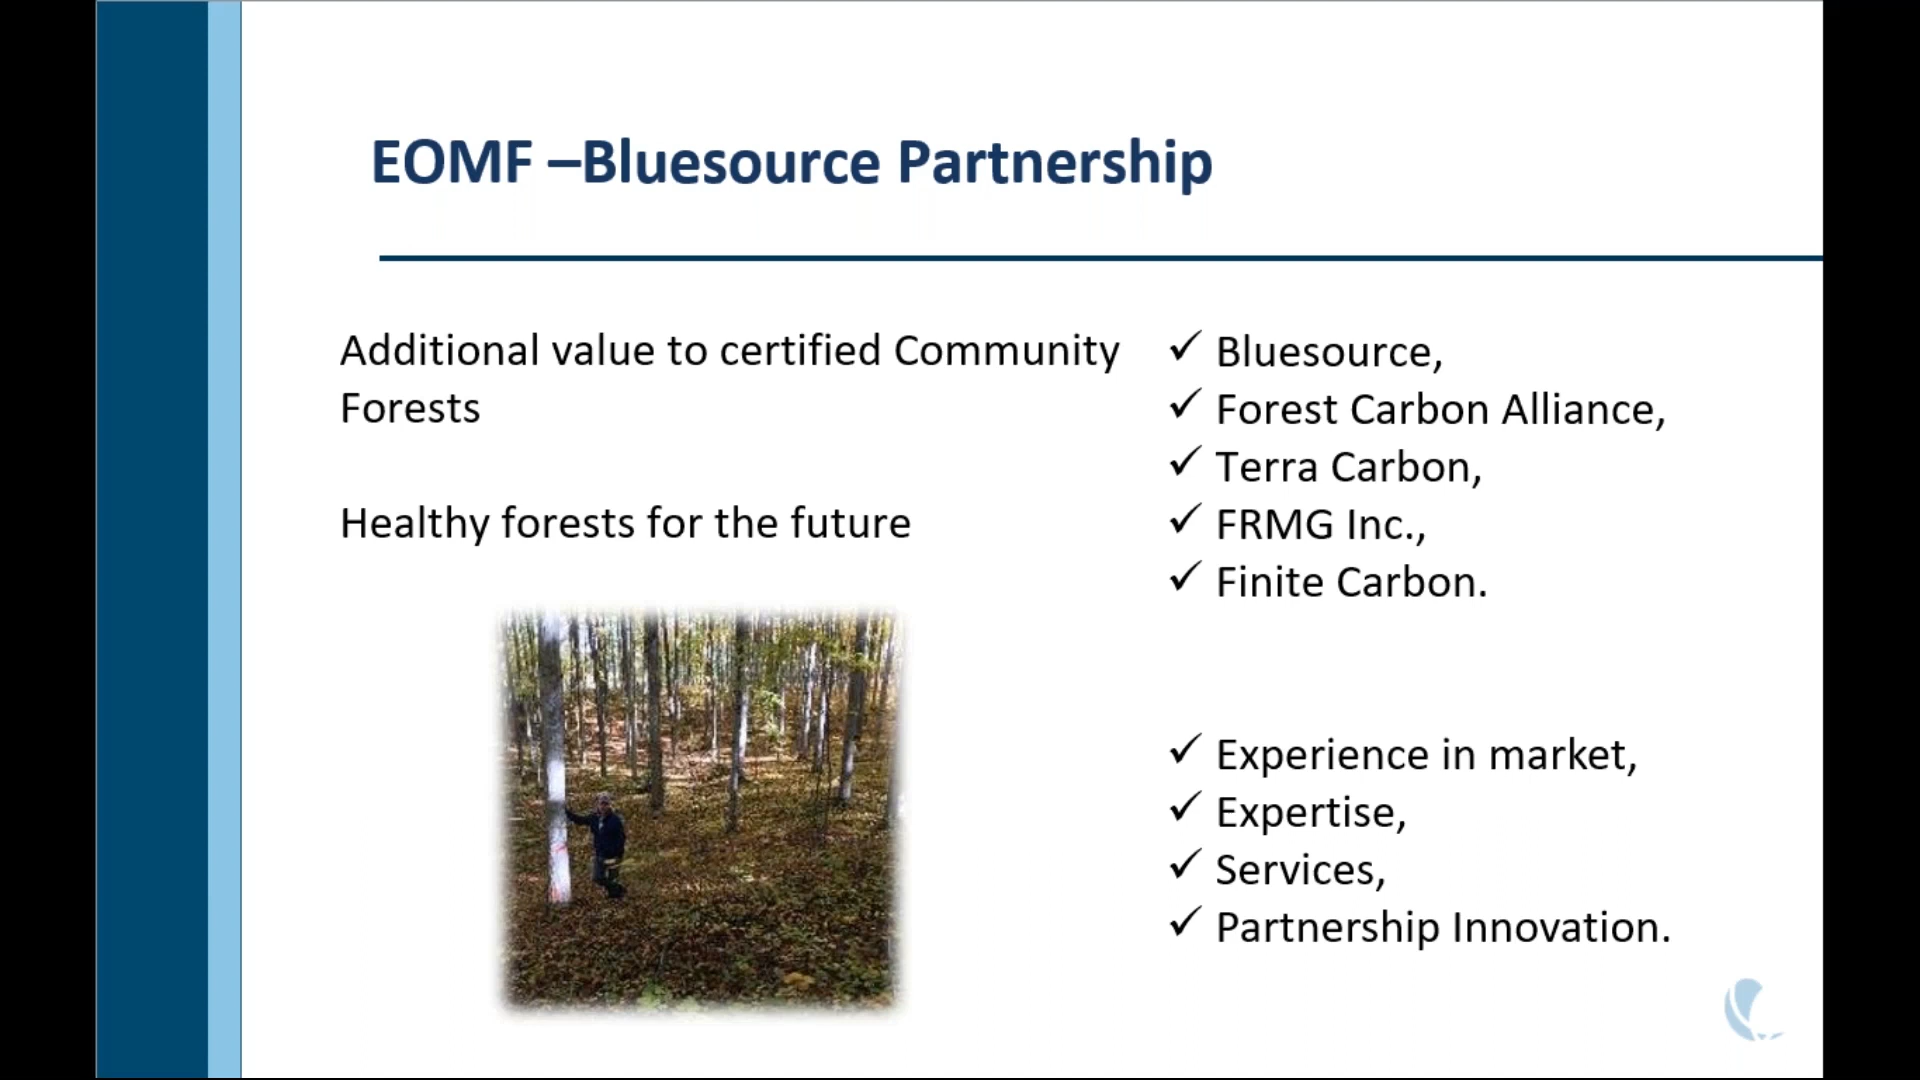 EOMF –Bluesource Partnership
Additional value to certified Community
Forests
Healthy forests for the future
✓ Bluesource,
✓ Forest Carbon Alliance,
✓ Terra Carbon,
✓ FRMG Inc.,
✓ Finite Carbon.
✓ Experience in market,
✓ Expertise,
✓ Services,
✓ Partnership Innovation.